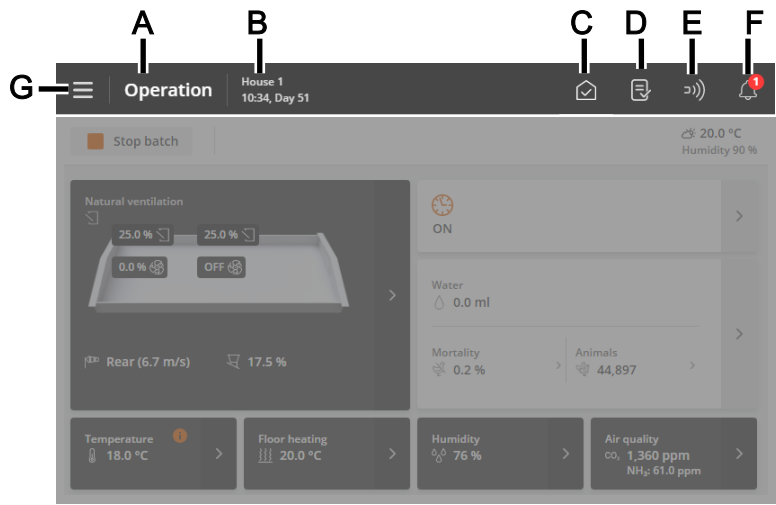 A B C D E F
G Operation House 1
10:34, Day 51 1
Stop batch 20.0 °C
Humidity 90 %
Natural ventilation
25.0 % 25.0 %
ON
0.0 % OFF
Water
0.0 ml
Rear (6.7 m/s) 17.5 %
Mortality Animals
0.2 % 44,897
Temperature i Floor heating Humidity Air quality
18.0 °C 20.0 °C 76 % CO₂ 1,360 ppm
NH₃: 61.0 ppm